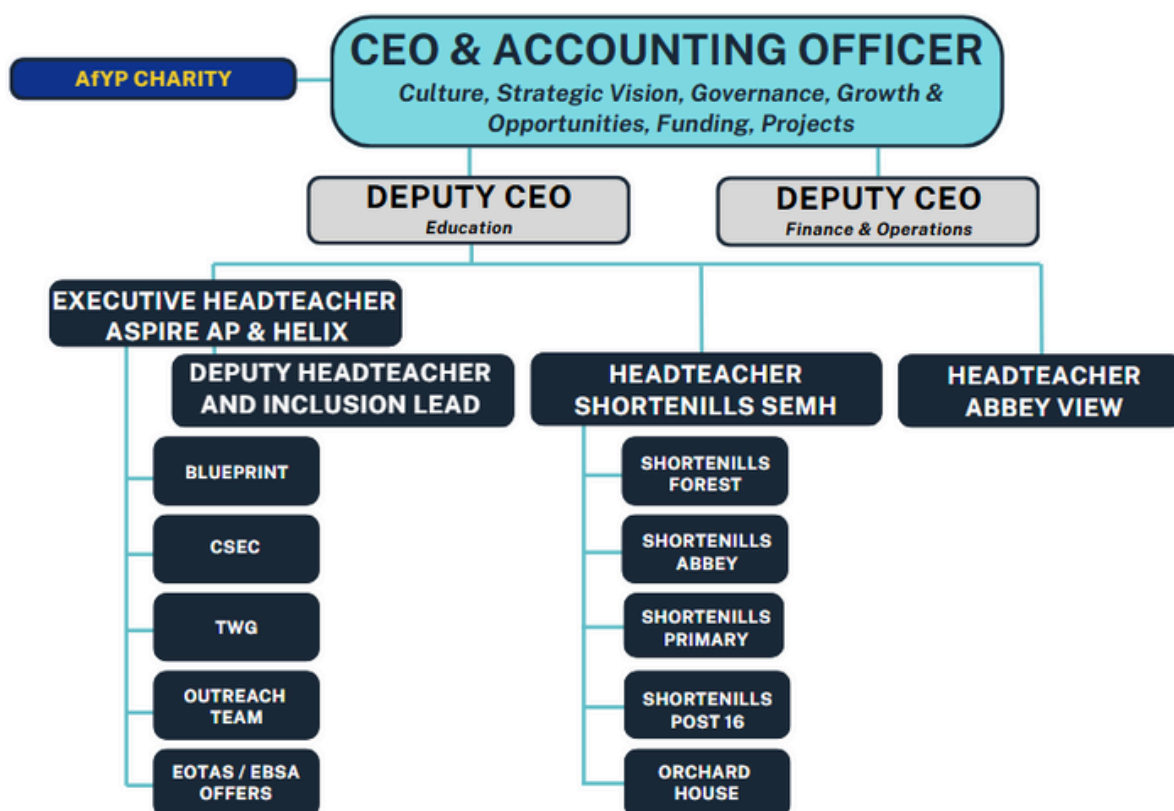 AfYP CHARITY
CEO & ACCOUNTING OFFICER
Culture, Strategic Vision, Governance, Growth &
Opportunities, Funding, Projects
DEPUTY CEO
Education
DEPUTY CEO
Finance & Operations
EXECUTIVE HEADTEACHER
ASPIRE AP & HELIX
DEPUTY HEADTEACHER
AND INCLUSION LEAD
HEADTEACHER
SHORTENILLS SEMH
HEADTEACHER
ABBEY VIEW
BLUEPRINT
CSEC
TWG
OUTREACH
TEAM
EOTAS / EBSA
OFFERS
SHORTENILLS
FOREST
SHORTENILLS
ABBEY
SHORTENILLS
PRIMARY
SHORTENILLS
POST 16
ORCHARD
HOUSE